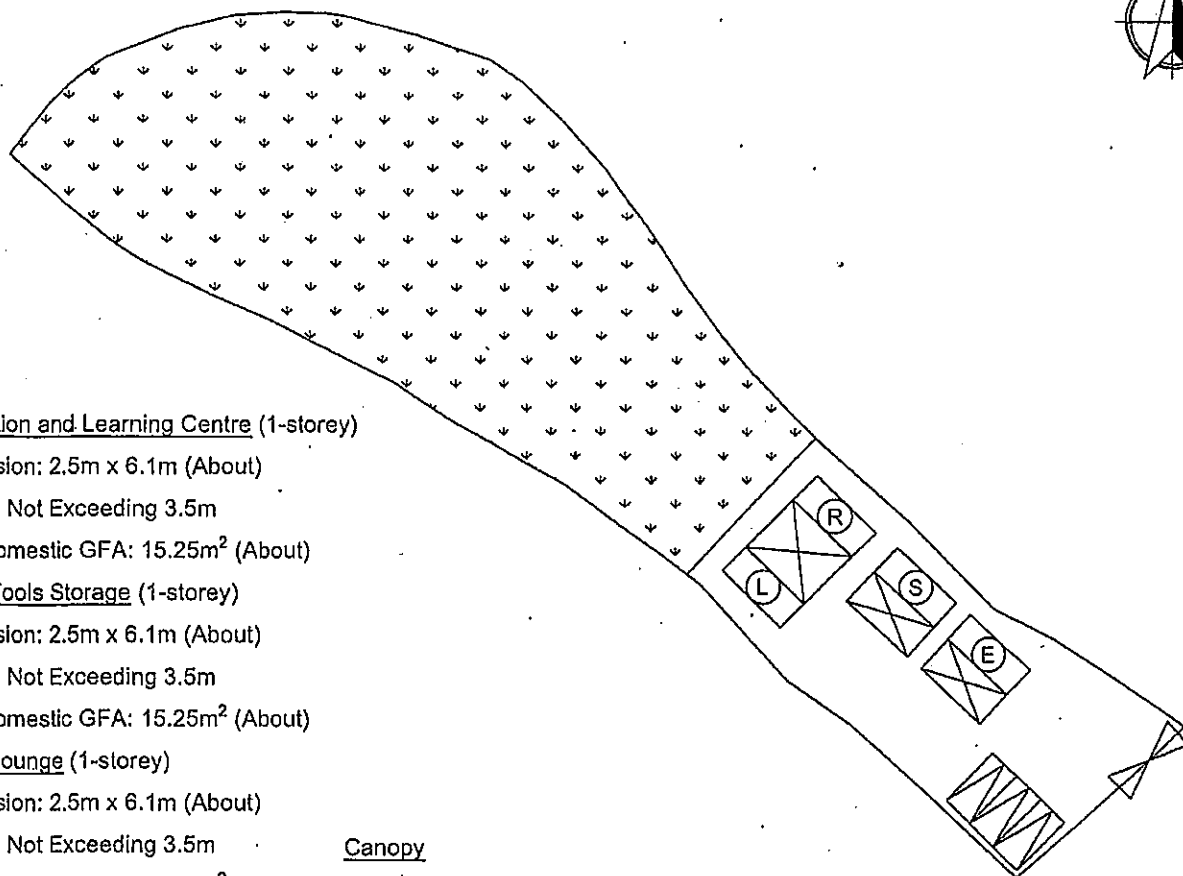 ion and Learning Centre (1-storey)
sion: 2.5m x 6.1m (About)
Not Exceeding 3.5m
omestic GFA: 15.25m² (About)
Tools Storage (1-storey)
sion: 2.5m x 6.1m (About)
Not Exceeding 3.5m
omestic GFA: 15.25m² (About)
ounge (1-storey)
sion: 2.5m x 6.1m (About)
Not Exceeding 3.5m
Canopy
R
L
S
E